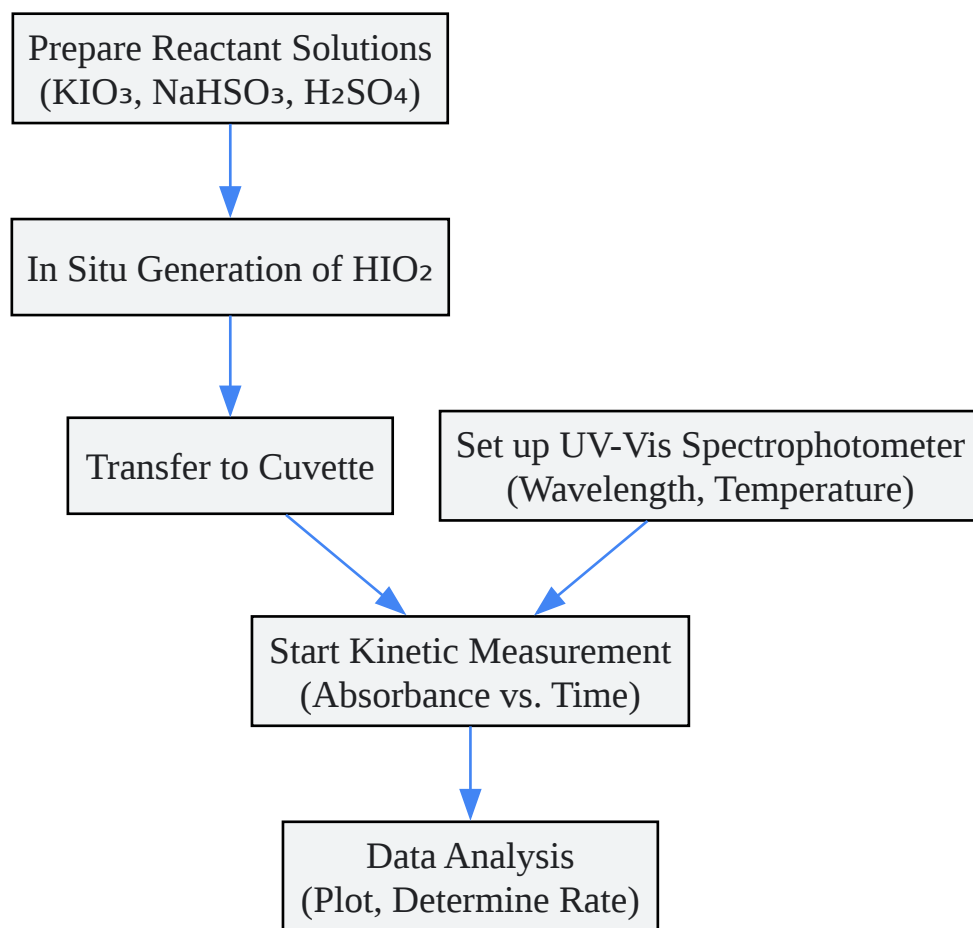 Prepare Reactant Solutions
(KIO₃, NaHSO₃, H₂SO₄)
In Situ Generation of HIO₂
Transfer to Cuvette
Set up UV-Vis Spectrophotometer
(Wavelength, Temperature)
Start Kinetic Measurement
(Absorbance vs. Time)
Data Analysis
(Plot, Determine Rate)